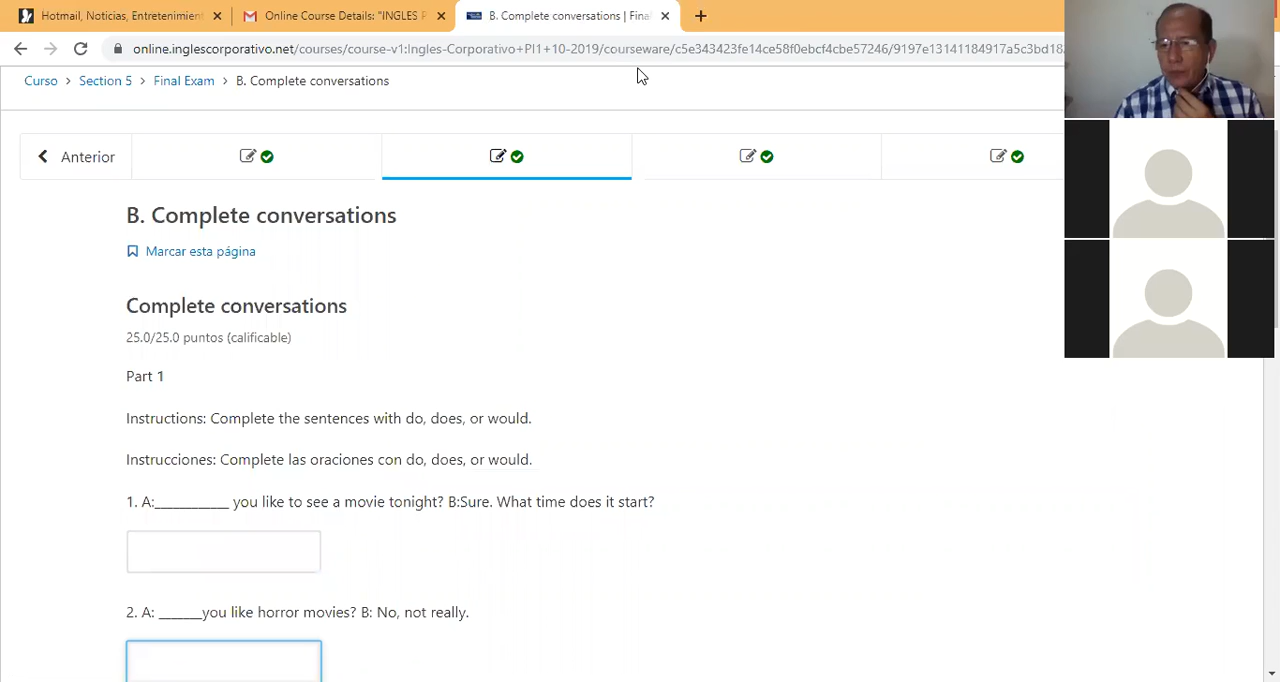 Hotmail, Noticias, Entretenimient
Online Course Details: "INGLES P
B. Complete conversations | Fina
online.inglescorporativo.net/courses/course-v1:Ingles-Corporativo+PI1+10-2019/courseware/c5e343423fe14ce58f0ebcf4cbe57246/9197e13141184917a5c3bd18
Curso > Section 5 > Final Exam > B. Complete conversations
Anterior
B. Complete conversations
Marcar esta página
Complete conversations
25.0/25.0 puntos (calificable)
Part 1
Instructions: Complete the sentences with do, does, or would.
Instrucciones: Complete las oraciones con do, does, or would.
1. A:___________ you like to see a movie tonight? B:Sure. What time does it start?
2. A: ______you like horror movies? B: No, not really.